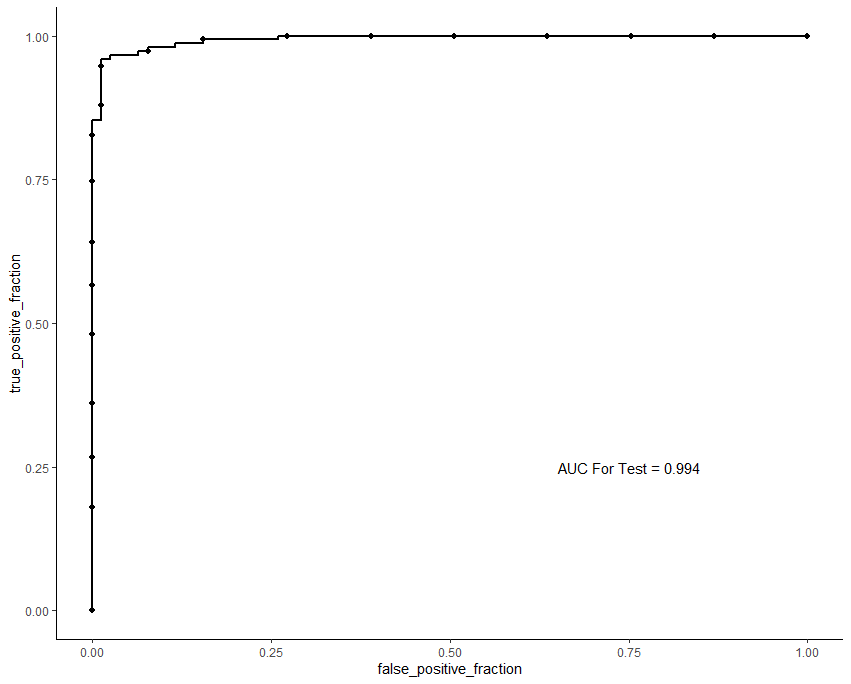 1.00
0.75
0.50
0.25
0.00
true_positive_fraction
AUC For Test = 0.994
0.00 0.25 0.50 0.75 1.00
false_positive_fraction